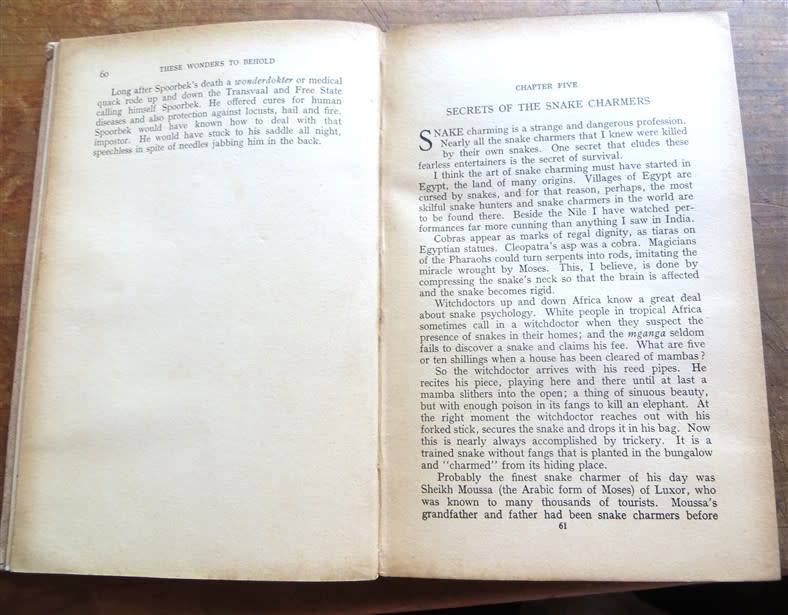 60
THESE WONDERS TO BEHOLD
Long after Spoorbek's death a wonderdokter or medical
quack rode up and down the Transvaal and Free State
calling himself Spoorbek. He offered cures for human
diseases and also protection against locusts, hail and fire.
Spoorbek would have known how to deal with that
impostor. He would have stuck to his saddle all night,
speechless in spite of needles jabbing him in the back.
CHAPTER FIVE
SECRETS OF THE SNAKE CHARMERS
SNAKE charming is a strange and dangerous profession.
Nearly all the snake charmers that I knew were killed
by their own snakes. One secret that eludes these
fearless entertainers is the secret of survival.
I think the art of snake charming must have started in
Egypt, the land of many origins. Villages of Egypt are
cursed by snakes, and for that reason, perhaps, the most
skilful snake hunters and snake charmers in the world are
to be found there. Beside the Nile I have watched per-
formances far more cunning than anything I saw in India.
Cobras appear as marks of regal dignity, as tiaras on
Egyptian statues. Cleopatra's asp was a cobra. Magicians
of the Pharaohs could turn serpents into rods, imitating the
miracle wrought by Moses. This, I believe, is done by
compressing the snake's neck so that the brain is affected
and the snake becomes rigid.
Witchdoctors up and down Africa know a great deal
about snake psychology. White people in tropical Africa
sometimes call in a witchdoctor when they suspect the
presence of snakes in their homes; and the mganga seldom
fails to discover a snake and claims his fee. What are five
or ten shillings when a house has been cleared of mambas?
So the witchdoctor arrives with his reed pipes. He
recites his piece, playing here and there until at last a
mamba slithers into the open; a thing of sinuous beauty,
but with enough poison in its fangs to kill an elephant. At
the right moment the witchdoctor reaches out with his
forked stick, secures the snake and drops it in his bag. Now
this is nearly always accomplished by trickery. It is a
trained snake without fangs that is planted in the bungalow
and "charmed" from its hiding place.
Probably the finest snake charmer of his day was
Sheikh Moussa (the Arabic form of Moses) of Luxor, who
was known to many thousands of tourists. Moussa's
grandfather and father had been snake charmers before
61